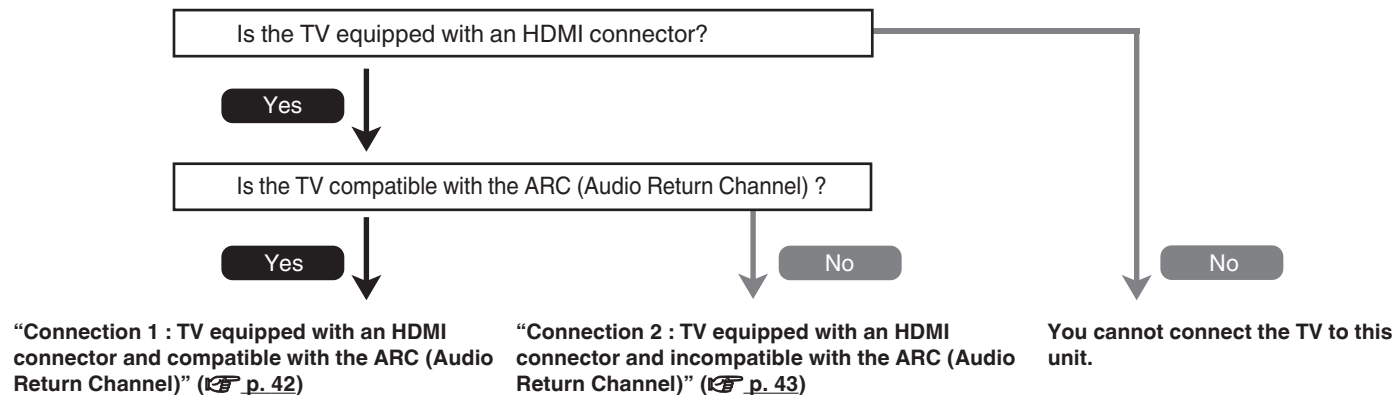 Is the TV equipped with an HDMI connector?
Yes
Is the TV compatible with the ARC (Audio Return Channel) ?
Yes
No
No
“Connection 1 : TV equipped with an HDMI
connector and compatible with the ARC (Audio
Return Channel)” (☞ p. 42)
“Connection 2 : TV equipped with an HDMI
connector and incompatible with the ARC (Audio
Return Channel)” (☞ p. 43)
You cannot connect the TV to this
unit.